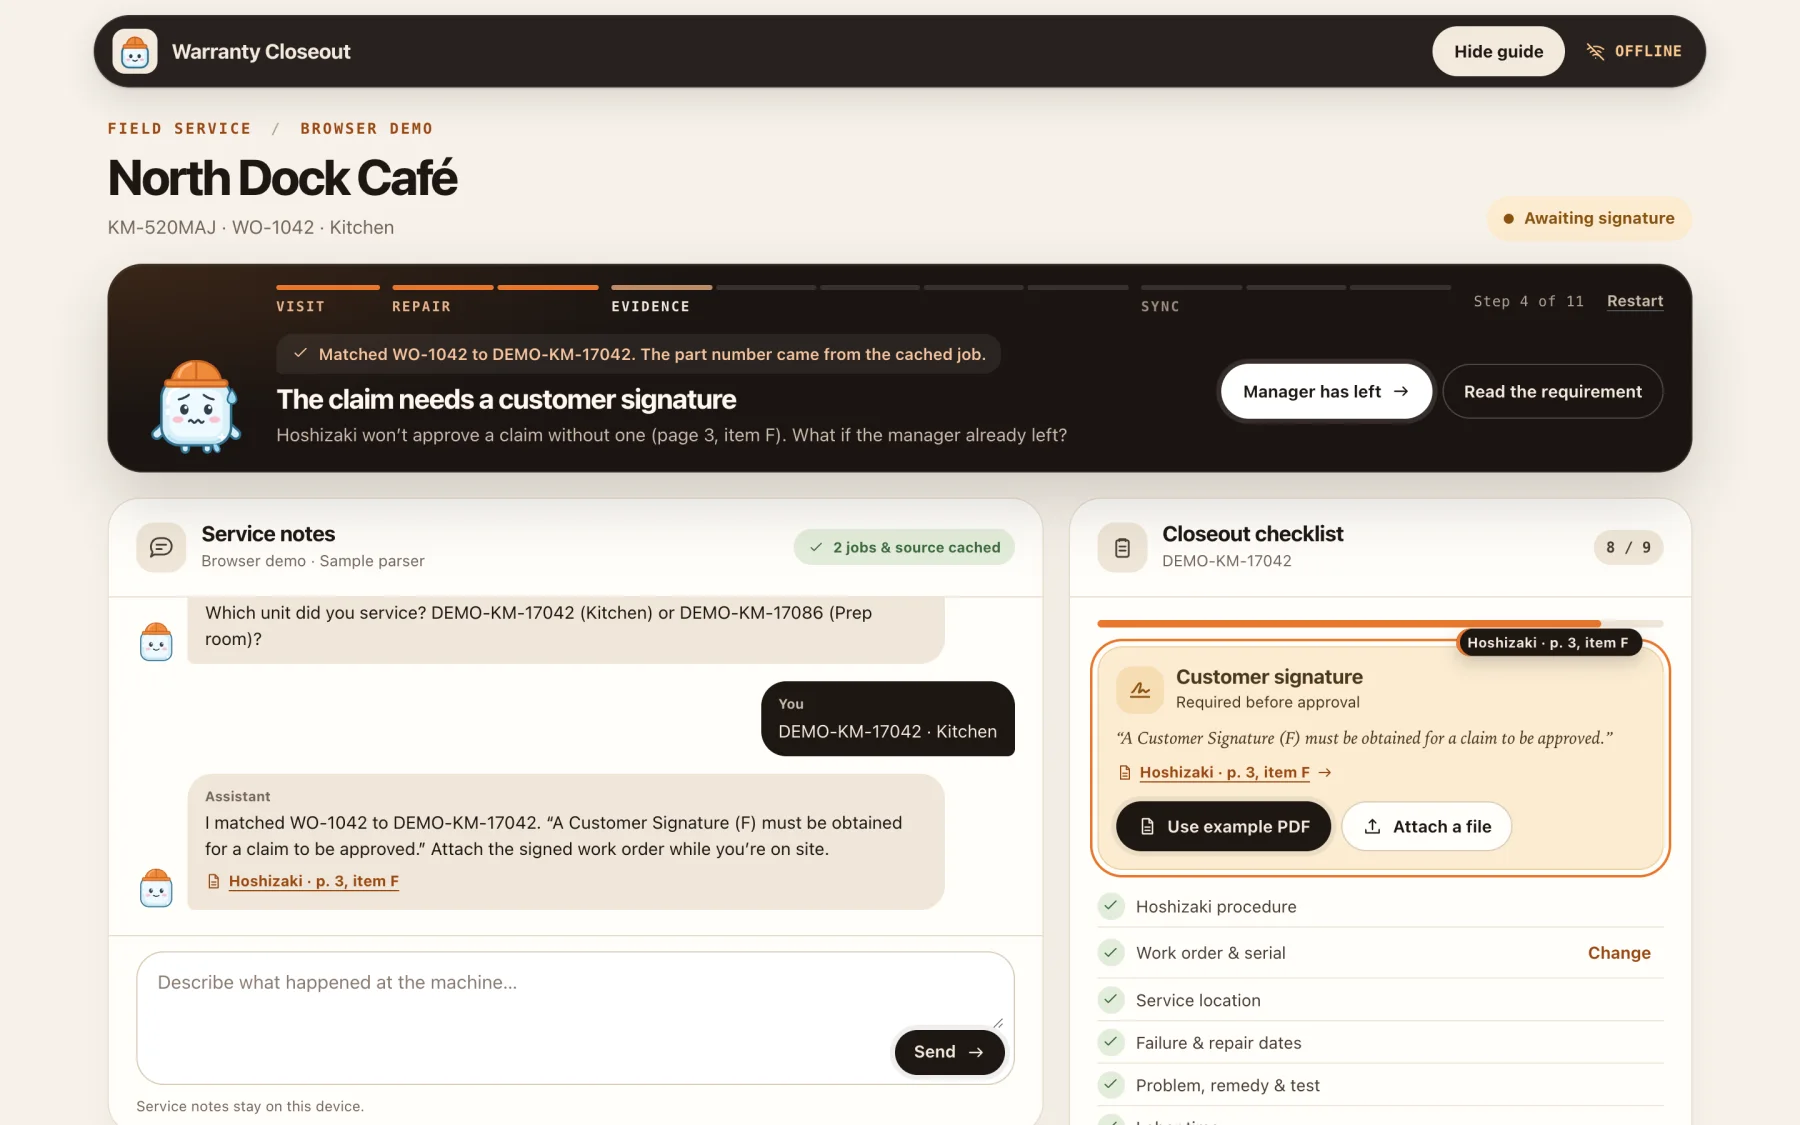 Warranty Closeout
Hide guide
OFFLINE
FIELD SERVICE / BROWSER DEMO
North Dock Café
KM-520MAJ · WO-1042 · Kitchen
Awaiting signature
VISIT
REPAIR
EVIDENCE
SYNC
Step 4 of 11
Restart
Matched WO-1042 to DEMO-KM-17042. The part number came from the cached job.
The claim needs a customer signature
Hoshizaki won’t approve a claim without one (page 3, item F). What if the manager already left?
Manager has left →
Read the requirement
Service notes
Browser demo · Sample parser
2 jobs & source cached
Which unit did you service? DEMO-KM-17042 (Kitchen) or DEMO-KM-17086 (Prep
room)?
You
DEMO-KM-17042 · Kitchen
Assistant
I matched WO-1042 to DEMO-KM-17042. “A Customer Signature (F) must be obtained
for a claim to be approved.” Attach the signed work order while you’re on site.
Hoshizaki · p. 3, item F
Describe what happened at the machine...
Send →
Service notes stay on this device.
Closeout checklist
DEMO-KM-17042
8 / 9
Hoshizaki · p. 3, item F
Customer signature
Required before approval
“A Customer Signature (F) must be obtained for a claim to be approved.”
Hoshizaki · p. 3, item F →
Use example PDF
Attach a file
Hoshizaki procedure
Work order & serial
Change
Service location
Failure & repair dates
Problem, remedy & test